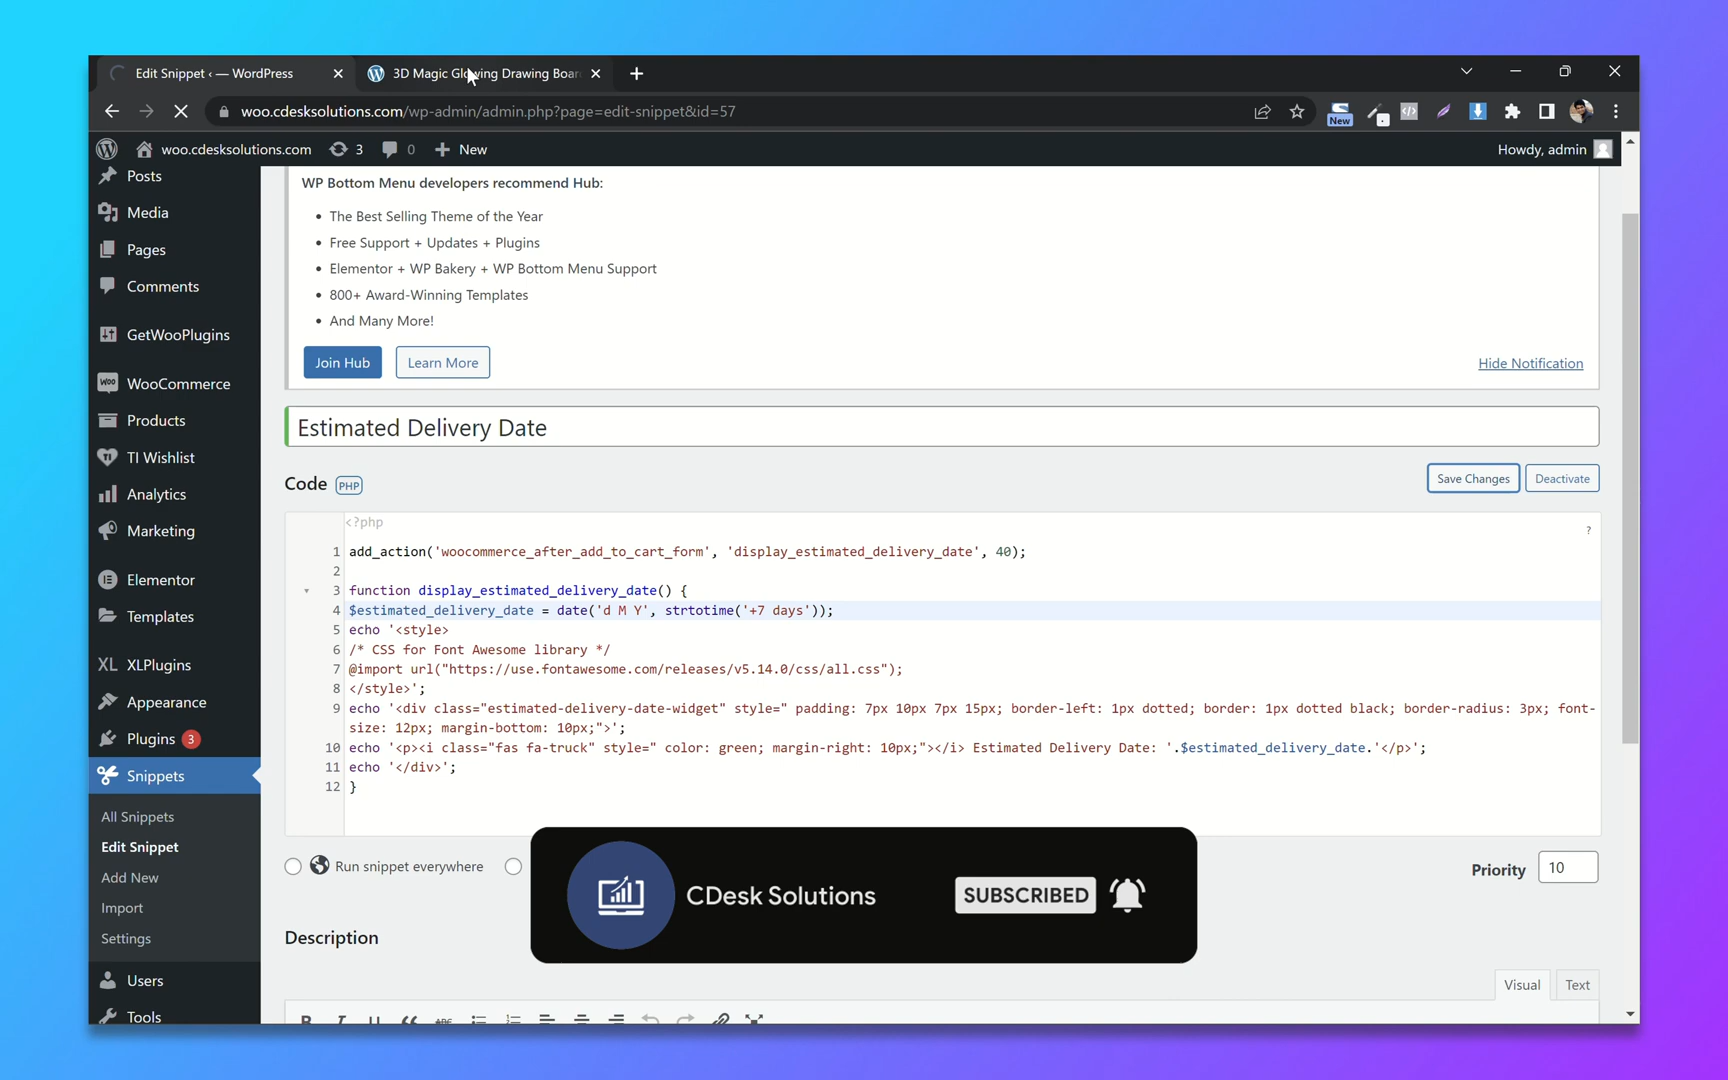 Edit Snippet ‹ — WordPress
3D Magic Glowing Drawing Boar
woo.cdesksolutions.com/wp-admin/admin.php?page=edit-snippet&id=57
New
woo.cdesksolutions.com 3 0 + New
Howdy, admin
Posts
Media
Pages
Comments
GetWooPlugins
WooCommerce
Products
TI Wishlist
Analytics
Marketing
Elementor
Templates
XL XLPlugins
Appearance
Plugins 3
Snippets
All Snippets
Edit Snippet
Add New
Import
Settings
Users
Tools
WP Bottom Menu developers recommend Hub:
• The Best Selling Theme of the Year
• Free Support + Updates + Plugins
• Elementor + WP Bakery + WP Bottom Menu Support
• 800+ Award-Winning Templates
• And Many More!
Join Hub
Learn More
Hide Notification
Estimated Delivery Date
Code PHP
Save Changes
Deactivate
<?php
?
1 add_action('woocommerce_after_add_to_cart_form', 'display_estimated_delivery_date', 40);
2
3 function display_estimated_delivery_date() {
4 $estimated_delivery_date = date('d M Y', strtotime('+7 days'));
5 echo '<style>
6 /* CSS for Font Awesome library */
7 @import url("https://use.fontawesome.com/releases/v5.14.0/css/all.css");
8 </style>';
9 echo '<div class="estimated-delivery-date-widget" style=" padding: 7px 10px 7px 15px; border-left: 1px dotted; border: 1px dotted black; border-radius: 3px; font-
size: 12px; margin-bottom: 10px;">';
10 echo '<p><i class="fas fa-truck" style=" color: green; margin-right: 10px;"></i> Estimated Delivery Date: '.$estimated_delivery_date.'</p>';
11 echo '</div>';
12 }
Run snippet everywhere
Priority 10
CDesk Solutions
SUBSCRIBED
Description
Visual
Text
B I U ABC